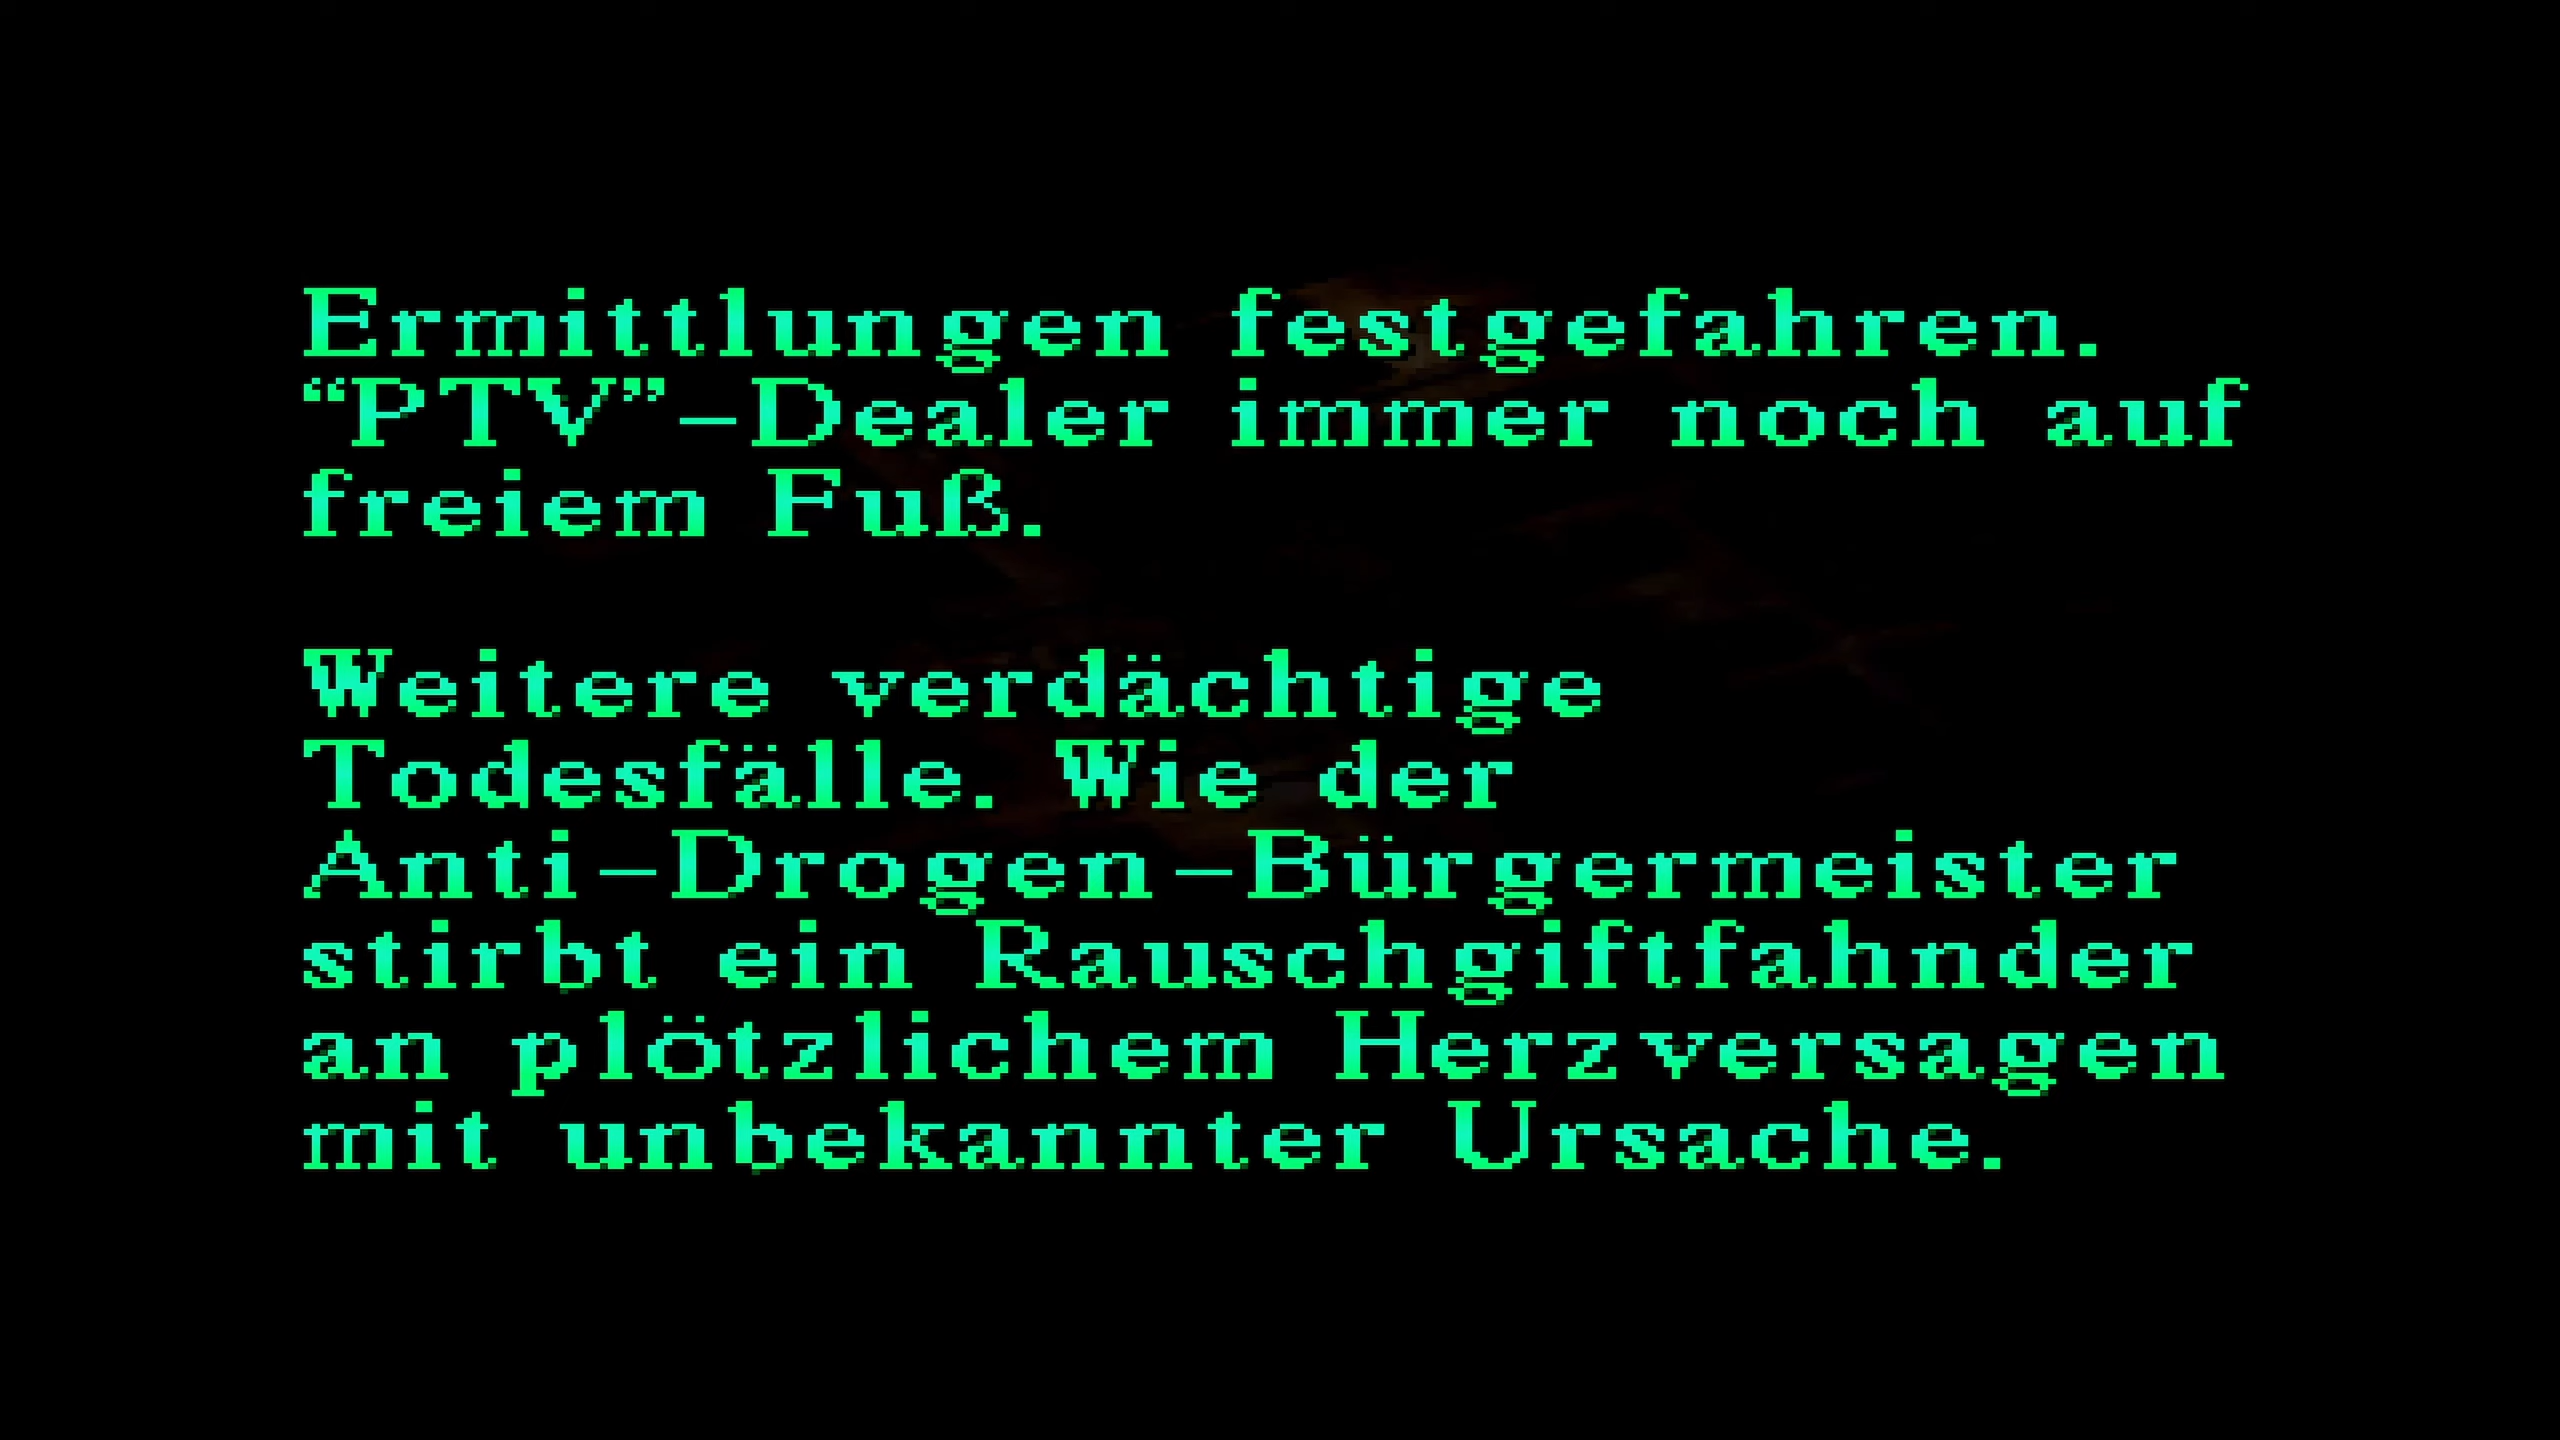 Ermittlungen festgefahren.
“PTV”-Dealer immer noch auf
freiem Fuß.
Weitere verdächtige
Todesfälle. Wie der
Anti-Drogen-Bürgermeister
stirbt ein Rauschgiftfahnder
an plötzlichem Herzversagen
mit unbekannter Ursache.